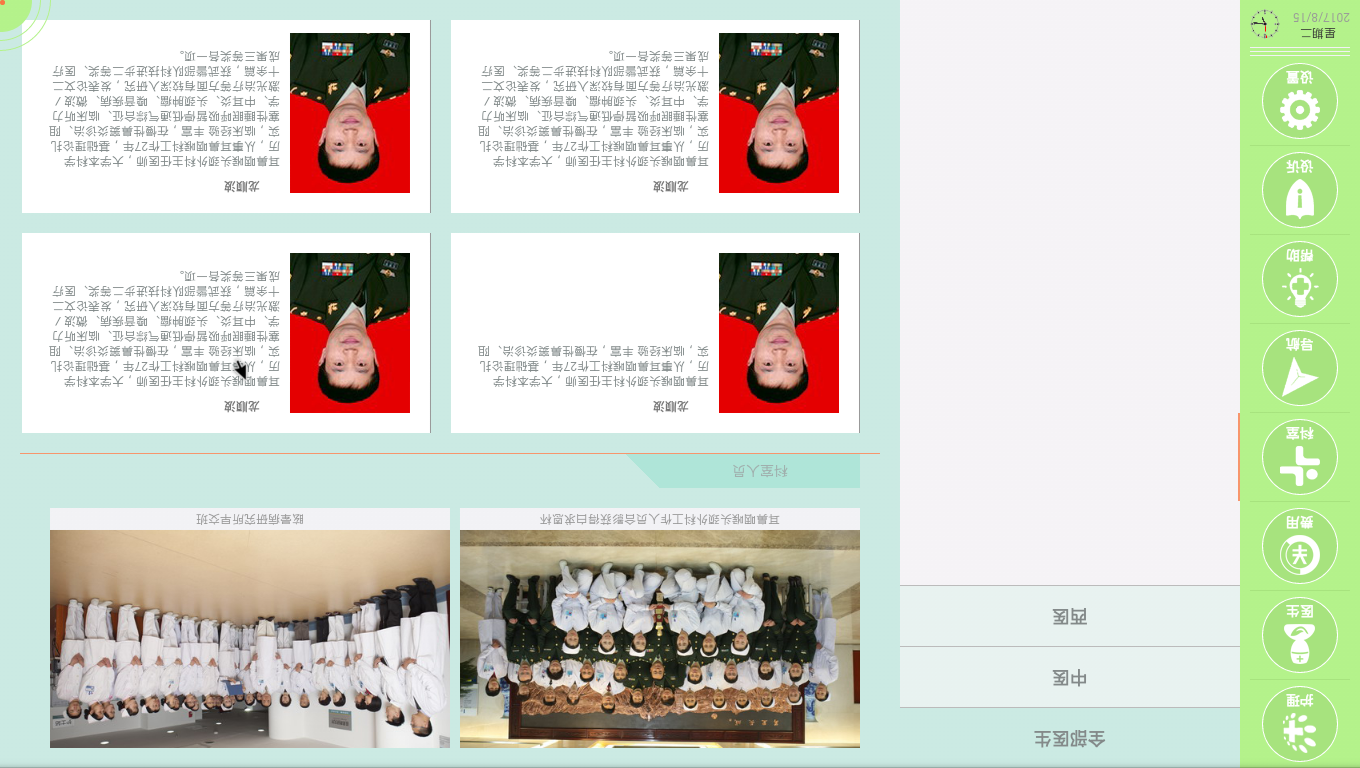 护理
医生
费用
科室
导航
帮助
设诉
设置
星期二
2017/8/15
全部医生
中医
西医
耳鼻咽喉头颈外科工作人员合影获得白求恩杯
眩晕病研究所早交班
科室人员
龙顺波
耳鼻咽喉头颈外科主任医师，大学本科学
历，从事耳鼻咽喉科工作27年，基础理论扎
实，临床经验 丰富，在慢性鼻窦炎诊治、阻
龙顺波
耳鼻咽喉头颈外科主任医师，大学本科学
历，从事耳鼻咽喉科工作27年，基础理论扎
实，临床经验 丰富，在慢性鼻窦炎诊治、阻
塞性睡眠呼吸暂停低通气综合征、临床听力
学、中耳炎、头颈肿瘤、嗓音疾病、微波/
激光治疗等方面有较深入研究，发表论文二
十余篇，获武警部队科技进步二等奖、医疗
成果三等奖各一项。
龙顺波
耳鼻咽喉头颈外科主任医师，大学本科学
历，从事耳鼻咽喉科工作27年，基础理论扎
实，临床经验 丰富，在慢性鼻窦炎诊治、阻
塞性睡眠呼吸暂停低通气综合征、临床听力
学、中耳炎、头颈肿瘤、嗓音疾病、微波/
激光治疗等方面有较深入研究，发表论文二
十余篇，获武警部队科技进步二等奖、医疗
成果三等奖各一项。
龙顺波
耳鼻咽喉头颈外科主任医师，大学本科学
历，从事耳鼻咽喉科工作27年，基础理论扎
实，临床经验 丰富，在慢性鼻窦炎诊治、阻
塞性睡眠呼吸暂停低通气综合征、临床听力
学、中耳炎、头颈肿瘤、嗓音疾病、微波/
激光治疗等方面有较深入研究，发表论文二
十余篇，获武警部队科技进步二等奖、医疗
成果三等奖各一项。